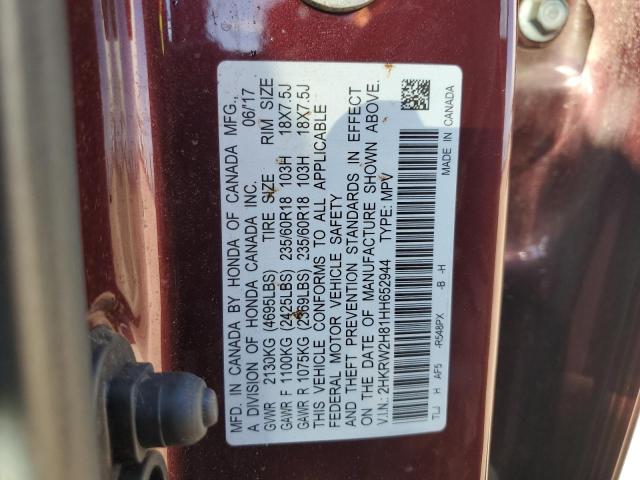 MFD. IN CANADA BY HONDA OF CANADA MFG.,
A DIVISION OF HONDA CANADA INC. 06/17
GVWR 2130KG (4695LBS) TIRE SIZE RIM SIZE
GAWR F 1100KG (2425LBS) 235/60R18 103H 18X7.5J
GAWR R 1075KG (2369LBS) 235/60R18 103H 18X7.5J
THIS VEHICLE CONFORMS TO ALL APPLICABLE
FEDERAL MOTOR VEHICLE SAFETY
AND THEFT PREVENTION STANDARDS IN EFFECT
ON THE DATE OF MANUFACTURE SHOWN ABOVE.
V.I.N.: 2HKRW2H81HH652944 TYPE: MPV
TLJ H AF5 -R548PX MADE IN CANADA
-B -H